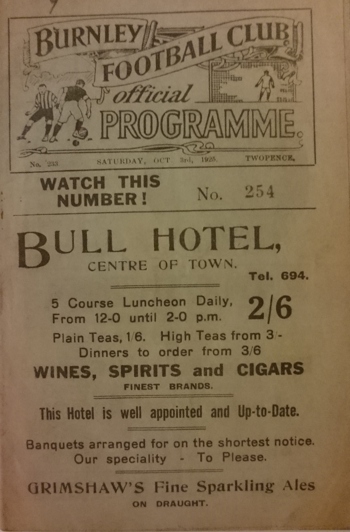 BURNLEY
FOOTBALL CLUB
official
PROGRAMME.
SATURDAY, OCT 3rd, TWOPENCE.
WATCH THIS
NUMBER!
No. 254
BULL HOTEL,
CENTRE OF TOWN.
Tel. 694.
5 Course Luncheon Daily,
From 12-0 until 2-0 p.m.
2/6
Plain Teas, 1/6. High Teas from 3/-
Dinners to order from 3/6
WINES, SPIRITS and CIGARS
FINEST BRANDS.
This Hotel is well appointed and Up-to-Date.
Banquets arranged for on the shortest notice.
Our speciality - To Please.
GRIMSHAW'S Fine Sparkling Ales
ON DRAUGHT.